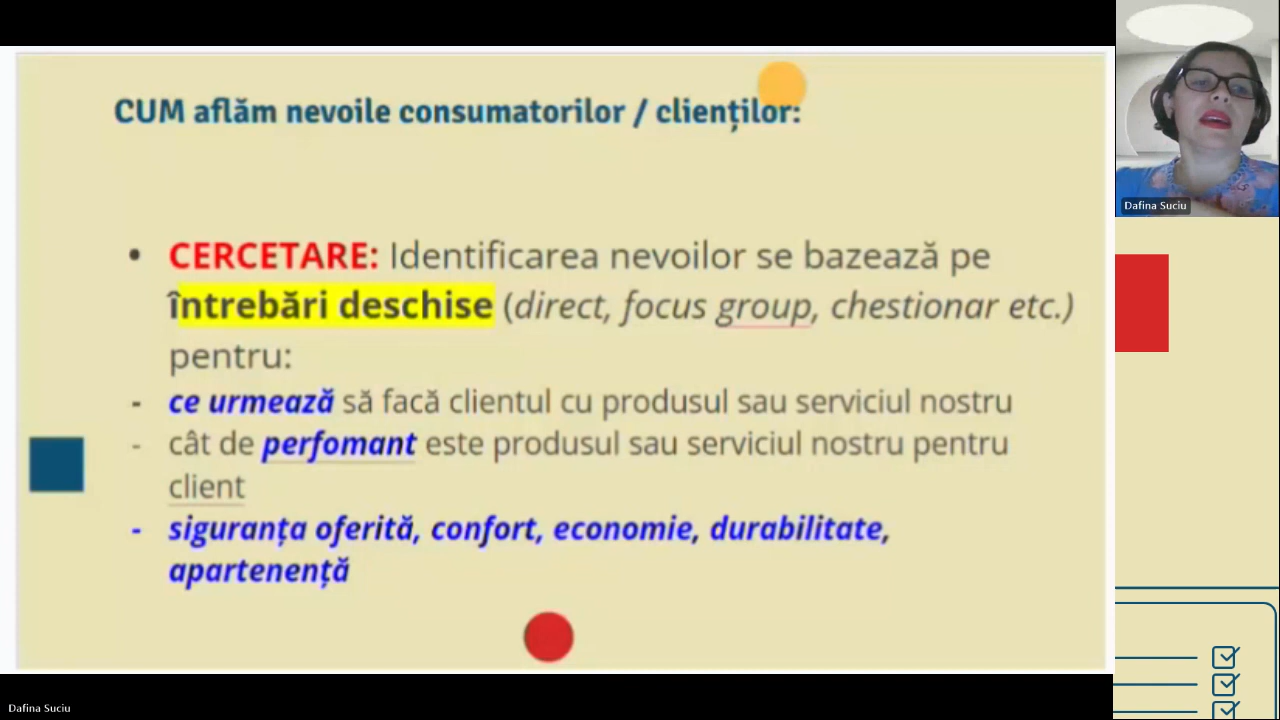 CUM aflăm nevoile consumatorilor / clienților:
• CERCETARE: Identificarea nevoilor se bazează pe
întrebări deschise (direct, focus group, chestionar etc.)
pentru:
- ce urmează să facă clientul cu produsul sau serviciul nostru
- cât de perfomant este produsul sau serviciul nostru pentru
client
- siguranța oferită, confort, economie, durabilitate,
apartenență
Dafina Suciu
Dafina Suciu